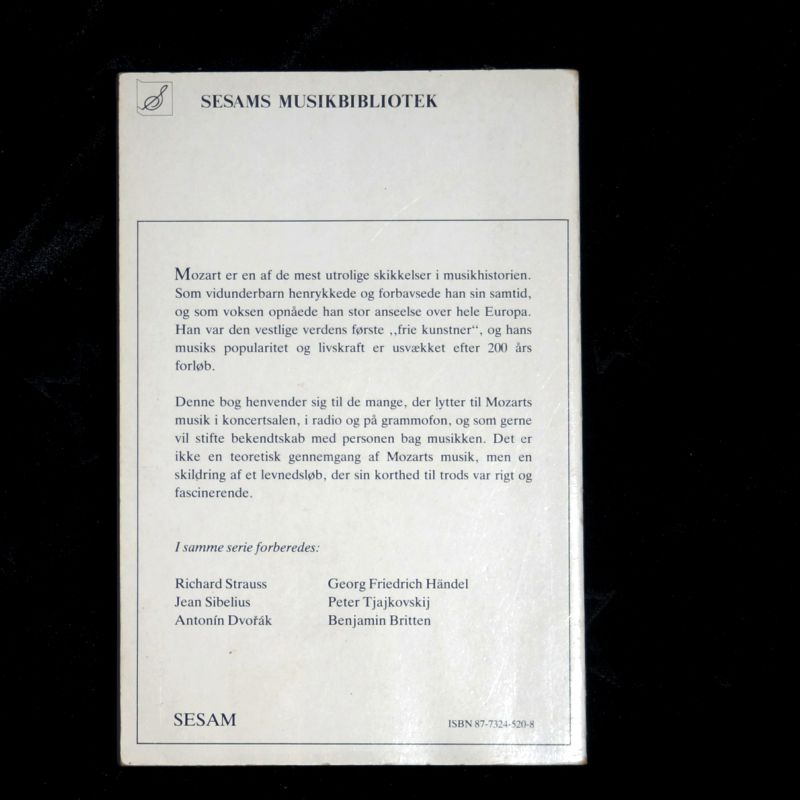 SESAMS MUSIKBIBLIOTEK
Mozart er en af de mest utrolige skikkelser i musikhistorien.
Som vidunderbarn henrykkede og forbavsede han sin samtid,
og som voksen opnåede han stor anseelse over hele Europa.
Han var den vestlige verdens første ,,frie kunstner“, og hans
musiks popularitet og livskraft er usvækket efter 200 års
forløb.
Denne bog henvender sig til de mange, der lytter til Mozarts
musik i koncertsalen, i radio og på grammofon, og som gerne
vil stifte bekendtskab med personen bag musikken. Det er
ikke en teoretisk gennemgang af Mozarts musik, men en
skildring af et levnedsløb, der sin korthed til trods var rigt og
fascinerende.
I samme serie forberedes:
Richard Strauss Georg Friedrich Händel
Jean Sibelius Peter Tjajkovskij
Antonín Dvořák Benjamin Britten
SESAM ISBN 87-7324-520-8